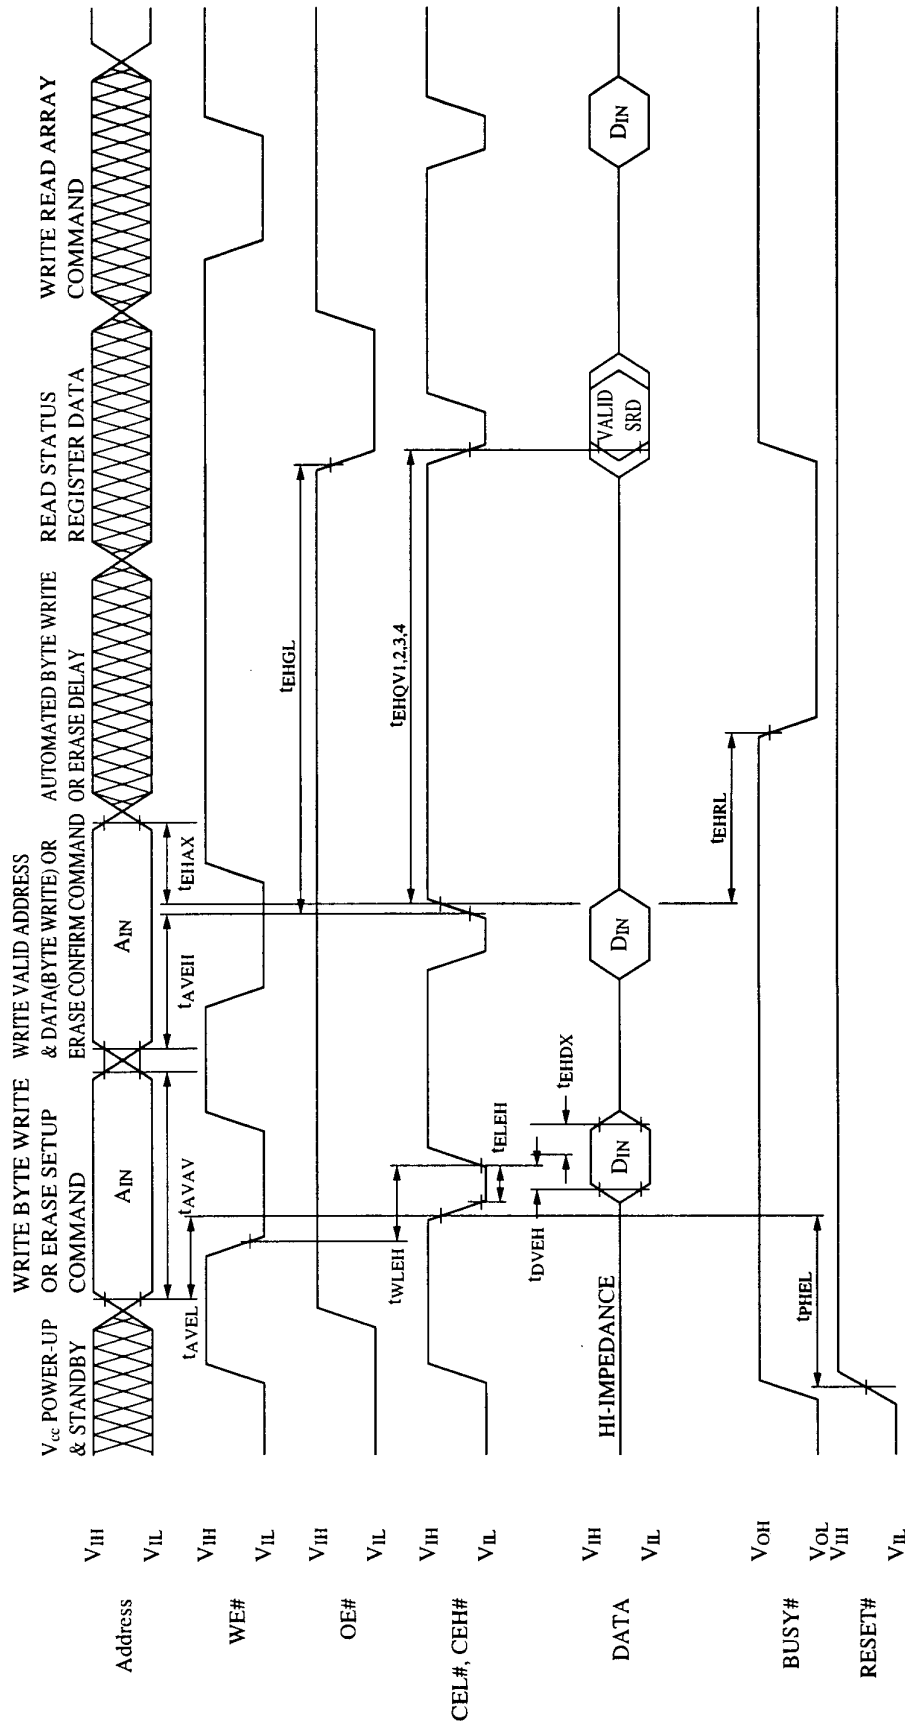 Vcc POWER-UP
& STANDBY
WRITE BYTE WRITE
OR ERASE SETUP
COMMAND
WRITE VALID ADDRESS
& DATA(BYTE WRITE) OR
ERASE CONFIRM COMMAND
AUTOMATED BYTE WRITE
OR ERASE DELAY
READ STATUS
REGISTER DATA
WRITE READ ARRAY
COMMAND
Address
VIH
VIL
AIN
AIN
tAVAV
tAVEL
tAVEH
tEHAX
WE#
VIH
VIL
OE#
VIH
VIL
tEHGL
CEL#, CEH#
VIH
VIL
tWLEH
tELEH
tEHQV1,2,3,4
tDVEH
tEHDX
DATA
VIH
VIL
HI-IMPEDANCE
DIN
DIN
VALID
SRD
DIN
tEHRL
BUSY#
VOH
VOL
tPHEL
RESET#
VIH
VIL